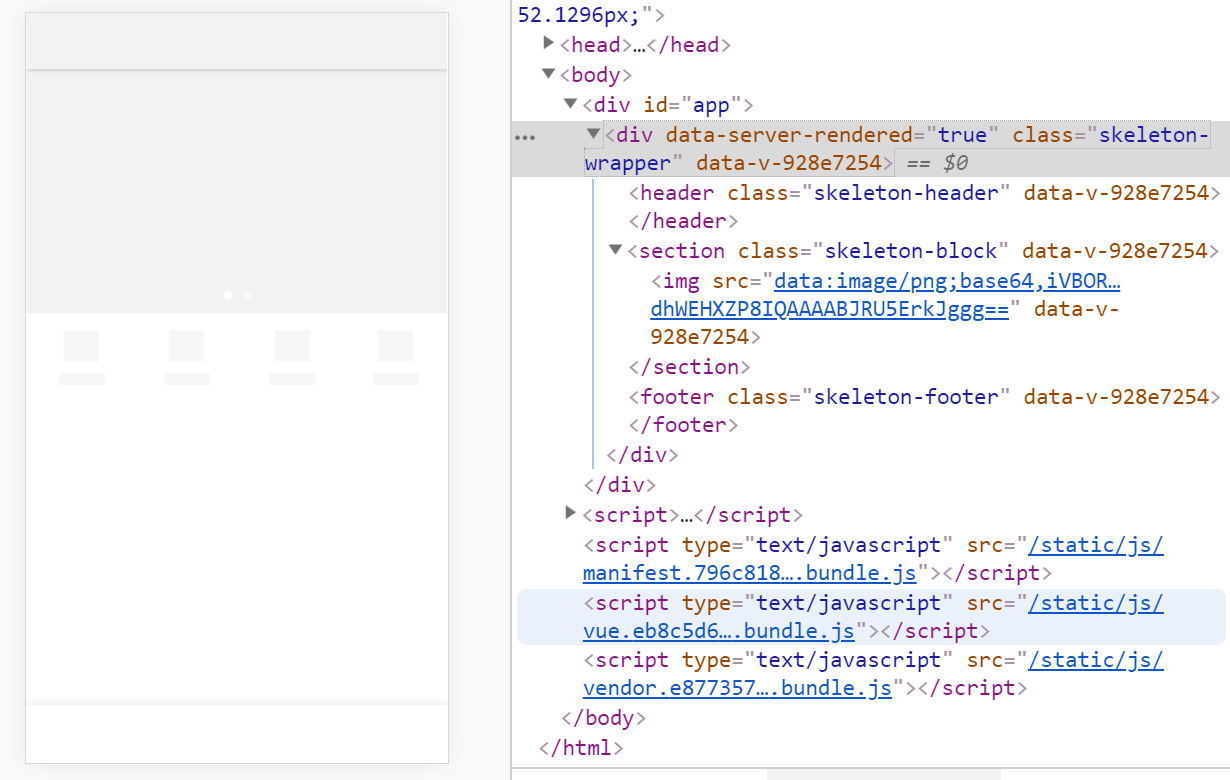 52.1296px;">
▶<head>…</head>
▼<body>
▼<div id="app">
… ▼<div data-server-rendered="true" class="skeleton-
wrapper" data-v-928e7254> == $0
<header class="skeleton-header" data-v-928e7254>
</header>
▼<section class="skeleton-block" data-v-928e7254>
<img src="data:image/png;base64,iVBOR…
dhWEHXZP8IQAAAABJRU5ErkJggg==" data-v-
928e7254>
</section>
<footer class="skeleton-footer" data-v-928e7254>
</footer>
</div>
</div>
▶<script>…</script>
<script type="text/javascript" src="/static/js/
manifest.796c818….bundle.js"></script>
<script type="text/javascript" src="/static/js/
vue.eb8c5d6….bundle.js"></script>
<script type="text/javascript" src="/static/js/
vendor.e877357….bundle.js"></script>
</body>
</html>